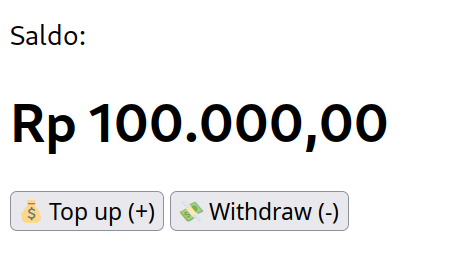 Saldo:
Rp 100.000,00
💰 Top up (+) 💸 Withdraw (-)